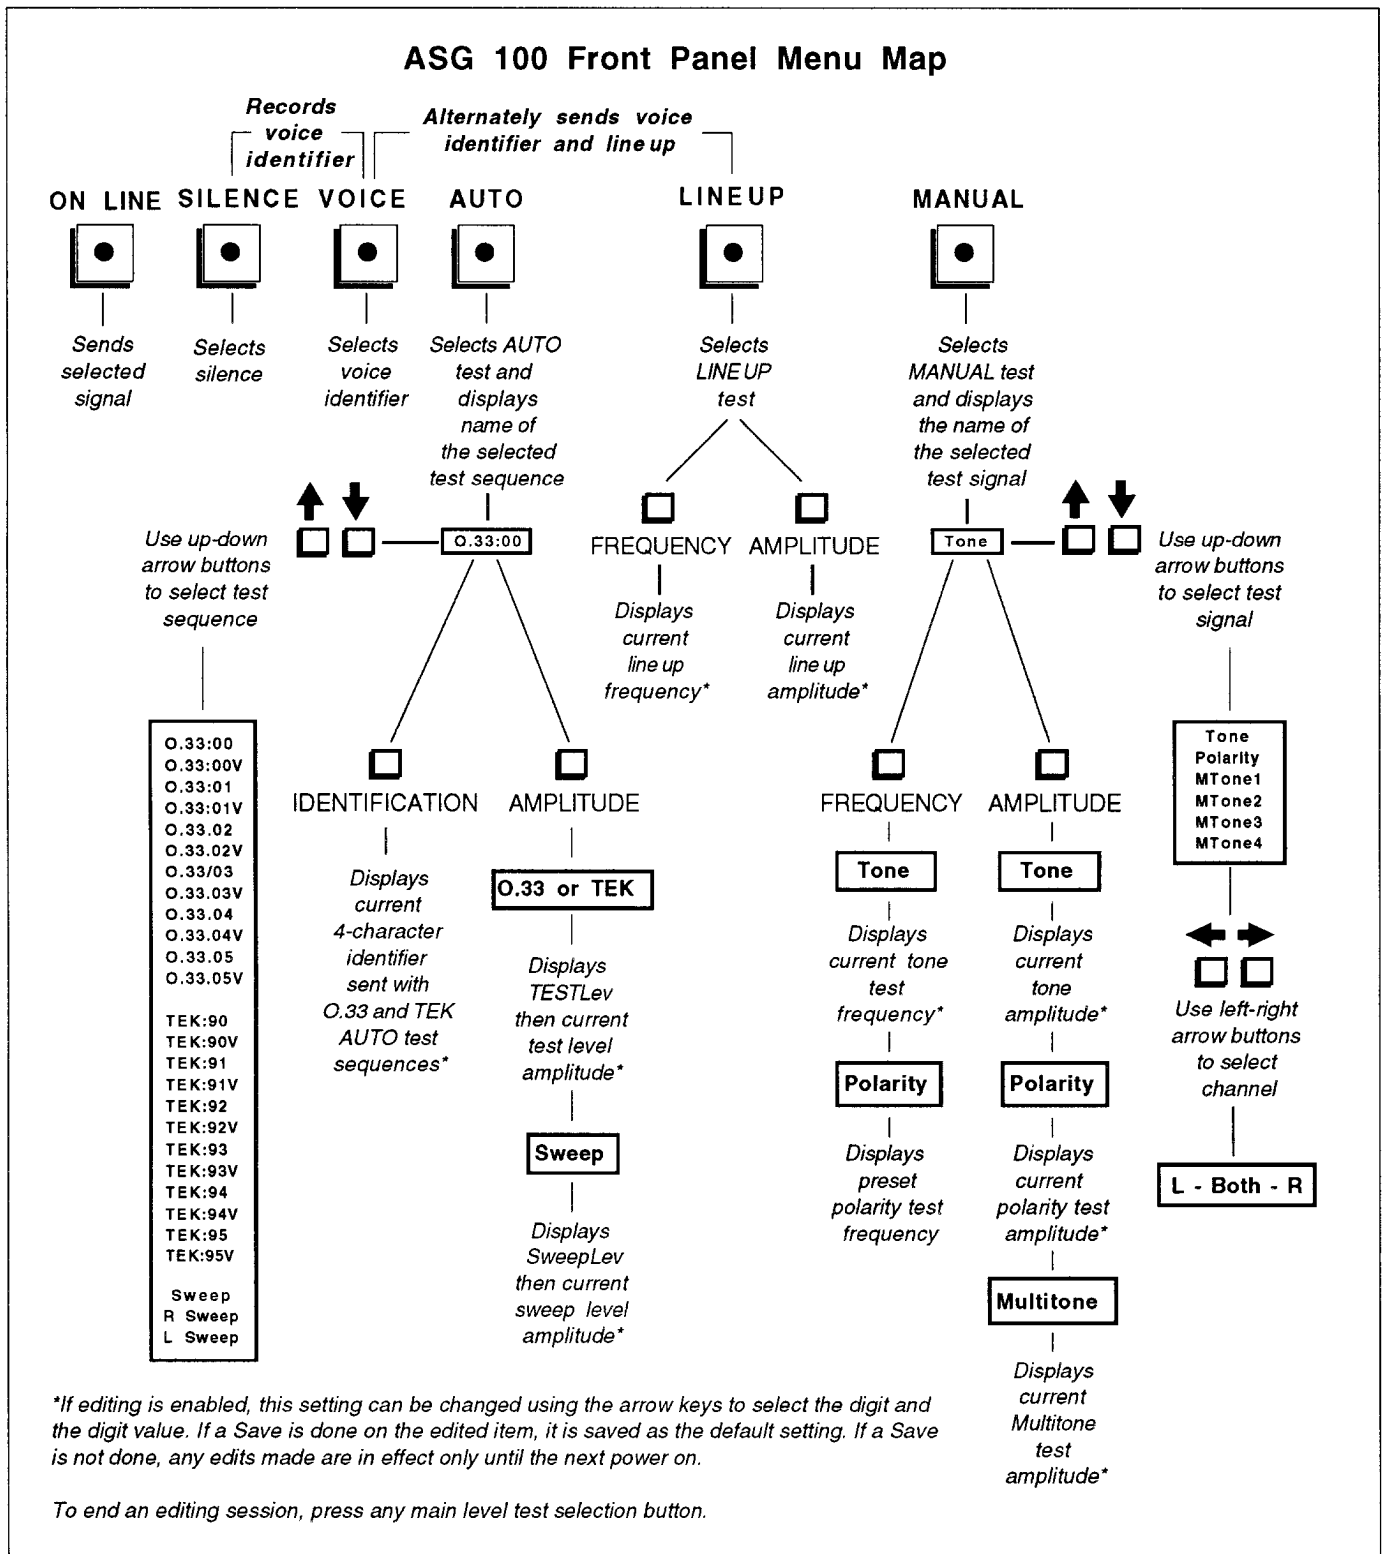 ASG 100 Front Panel Menu Map
Records
voice
identifier
Alternately sends voice
identifier and line up
ON LINE
SILENCE
VOICE
AUTO
LINEUP
MANUAL
Sends
selected
signal
Selects
silence
Selects
voice
identifier
Selects AUTO
test and
displays
name of
the selected
test sequence
Selects
LINE UP
test
Selects
MANUAL test
and displays
the name of
the selected
test signal
Use up-down
arrow buttons
to select test
sequence
O.33:00
FREQUENCY
AMPLITUDE
Tone
Use up-down
arrow buttons
to select test
signal
Displays
current
line up
frequency*
Displays
current
line up
amplitude*
O.33:00
O.33:00V
O.33:01
O.33:01V
O.33.02
O.33.02V
O.33/03
O.33.03V
O.33.04
O.33.04V
O.33.05
O.33.05V
TEK:90
TEK:90V
TEK:91
TEK:91V
TEK:92
TEK:92V
TEK:93
TEK:93V
TEK:94
TEK:94V
TEK:95
TEK:95V
Sweep
R Sweep
L Sweep
IDENTIFICATION
Displays
current
4-character
identifier
sent with
O.33 and TEK
AUTO test
sequences*
AMPLITUDE
O.33 or TEK
Displays
TESTLev
then current
test level
amplitude*
Sweep
Displays
SweepLev
then current
sweep level
amplitude*
FREQUENCY
Tone
Displays
current tone
test
frequency*
Polarity
Displays
preset
polarity test
frequency
AMPLITUDE
Tone
Displays
current
tone
amplitude*
Polarity
Displays
current
polarity test
amplitude*
Multitone
Displays
current
Multitone
test
amplitude*
Tone
Polarity
MTone1
MTone2
MTone3
MTone4
Use left-right
arrow buttons
to select
channel
L - Both - R
*If editing is enabled, this setting can be changed using the arrow keys to select the digit and
the digit value. If a Save is done on the edited item, it is saved as the default setting. If a Save
is not done, any edits made are in effect only until the next power on.
To end an editing session, press any main level test selection button.